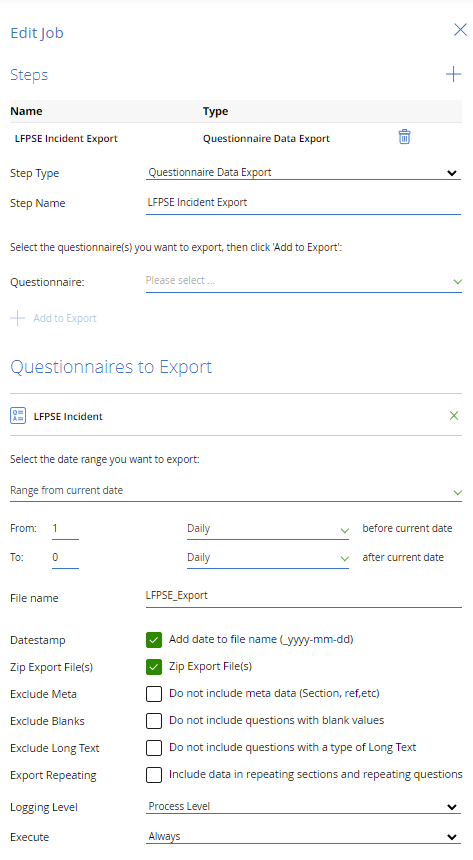 Edit Job
Steps
Name Type
LFPSE Incident Export Questionnaire Data Export
Step Type Questionnaire Data Export
Step Name LFPSE Incident Export
Select the questionnaire(s) you want to export, then click 'Add to Export':
Questionnaire: Please select ...
Add to Export
Questionnaires to Export
LFPSE Incident
Select the date range you want to export:
Range from current date
From: 1 Daily before current date
To: 0 Daily after current date
File name LFPSE_Export
Datestamp Add date to file name (_yyyy-mm-dd)
Zip Export File(s) Zip Export File(s)
Exclude Meta Do not include meta data (Section, ref,etc)
Exclude Blanks Do not include questions with blank values
Exclude Long Text Do not include questions with a type of Long Text
Export Repeating Include data in repeating sections and repeating questions
Logging Level Process Level
Execute Always